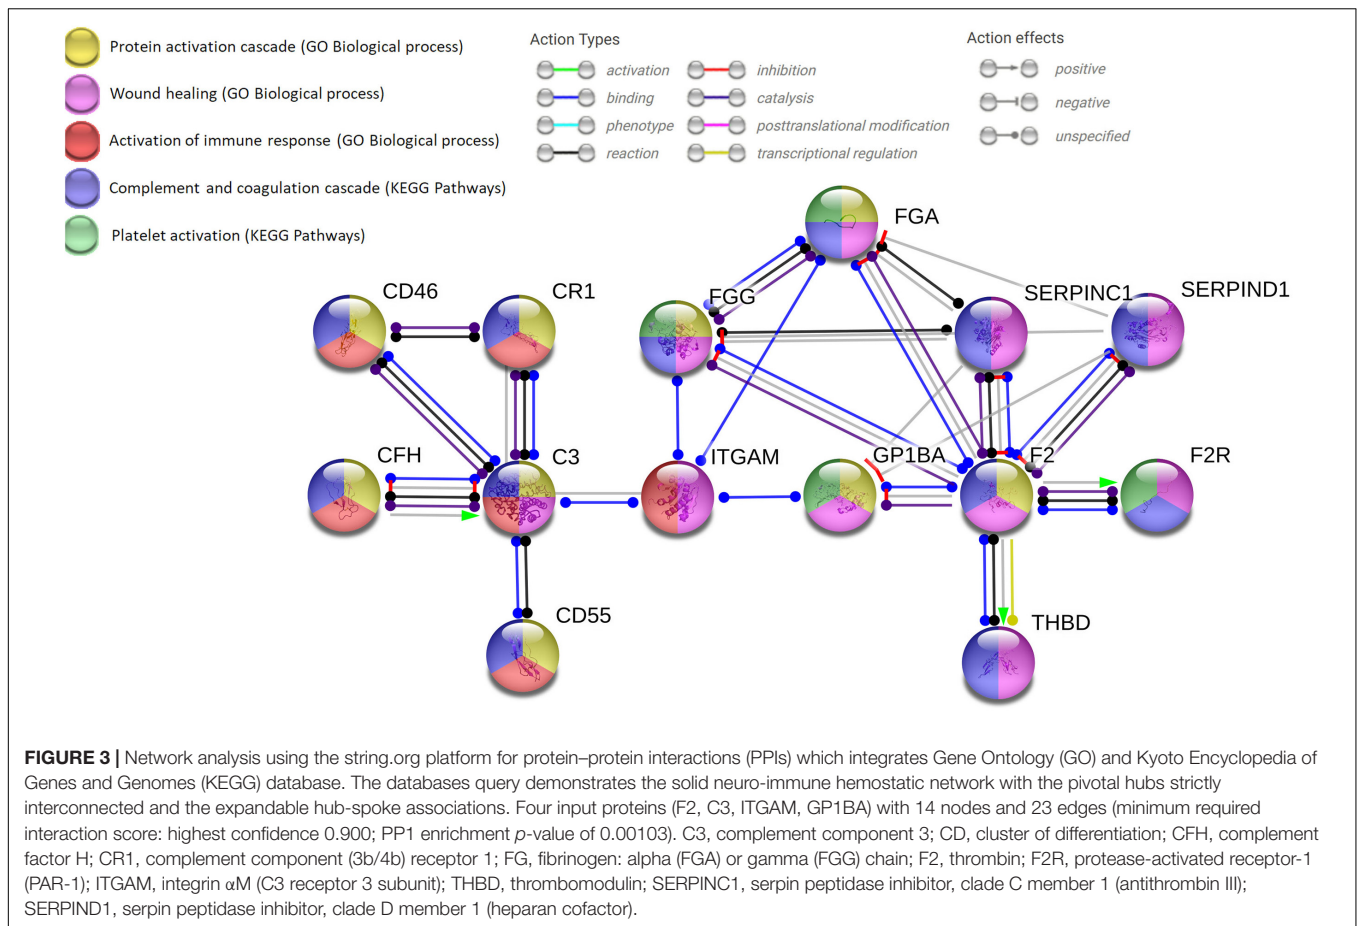 Protein activation cascade (GO Biological process)
Wound healing (GO Biological process)
Activation of immune response (GO Biological process)
Complement and coagulation cascade (KEGG Pathways)
Platelet activation (KEGG Pathways)
Action Types
activation
inhibition
binding
catalysis
phenotype
posttranslational modification
reaction
transcriptional regulation
Action effects
positive
negative
unspecified
FGA
CD46
CR1
FGG
SERPINC1
SERPIND1
CFH
C3
ITGAM
GP1BA
F2
F2R
CD55
THBD
FIGURE 3 | Network analysis using the string.org platform for protein–protein interactions (PPIs) which integrates Gene Ontology (GO) and Kyoto Encyclopedia of
Genes and Genomes (KEGG) database. The databases query demonstrates the solid neuro-immune hemostatic network with the pivotal hubs strictly
interconnected and the expandable hub-spoke associations. Four input proteins (F2, C3, ITGAM, GP1BA) with 14 nodes and 23 edges (minimum required
interaction score: highest confidence 0.900; PP1 enrichment p-value of 0.00103). C3, complement component 3; CD, cluster of differentiation; CFH, complement
factor H; CR1, complement component (3b/4b) receptor 1; FG, fibrinogen: alpha (FGA) or gamma (FGG) chain; F2, thrombin; F2R, protease-activated receptor-1
(PAR-1); ITGAM, integrin αM (C3 receptor 3 subunit); THBD, thrombomodulin; SERPINC1, serpin peptidase inhibitor, clade C member 1 (antithrombin III);
SERPIND1, serpin peptidase inhibitor, clade D member 1 (heparan cofactor).